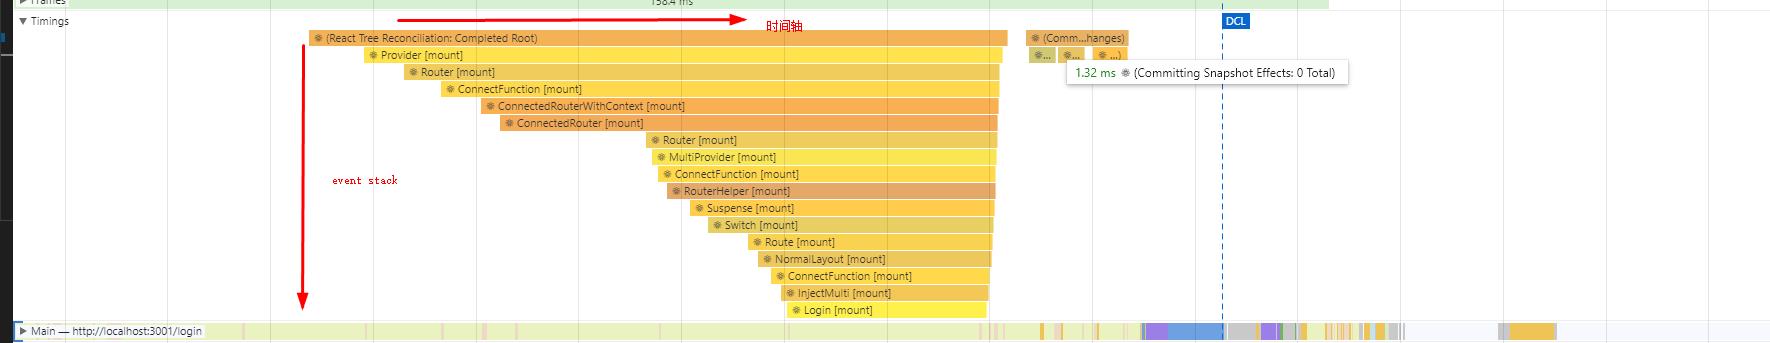 Frames
158.4 ms
Timings
时间轴
DCL
(React Tree Reconciliation: Completed Root)
(Comm...hanges)
Provider [mount]
...
...
...)
Router [mount]
1.32 ms (Committing Snapshot Effects: 0 Total)
ConnectFunction [mount]
ConnectedRouterWithContext [mount]
ConnectedRouter [mount]
Router [mount]
MultiProvider [mount]
ConnectFunction [mount]
event stack
RouterHelper [mount]
Suspense [mount]
Switch [mount]
Route [mount]
NormalLayout [mount]
ConnectFunction [mount]
InjectMulti [mount]
Login [mount]
Main — http://localhost:3001/login